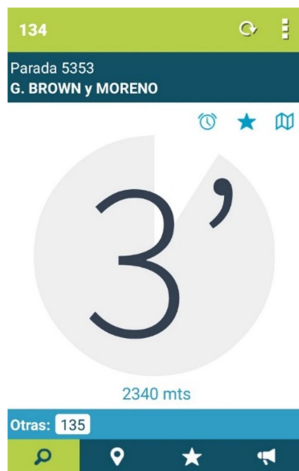 134
Parada 5353
G. BROWN y MORENO
3’
2340 mts
Otras: 135